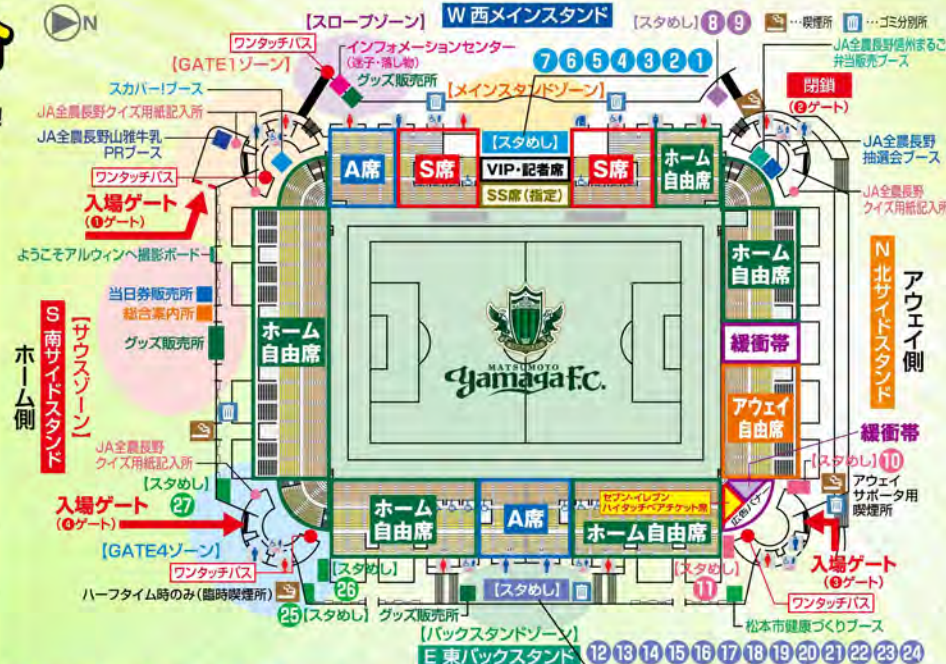 N
【スロープゾーン】
W 西メインスタンド
【スタめし】 8 9
…喫煙所
…ゴミ分別所
ワンタッチパス
インフォメーションセンター
(迷子・落し物)
グッズ販売所
【GATE1ゾーン】
7 6 5 4 3 2 1
JA全農長野信州まるごと
弁当販売ブース
閉鎖
(2ゲート)
スカパー!ブース
【メインスタンドゾーン】
JA全農長野クイズ用紙記入所
JA全農長野山雅牛乳
PRブース
ワンタッチパス
入場ゲート
(1ゲート)
A席
S席
【スタめし】
VIP・記者席
SS席(指定)
S席
ホーム
自由席
JA全農長野
抽選会ブース
JA全農長野
クイズ用紙記入所
ようこそアルウィンへ撮影ボード
当日券販売所
総合案内所
グッズ販売所
【サウスゾーン】
S 南サイドスタンド
ホーム側
ホーム
自由席
MATSUMOTO
Yamaga F.C.
ホーム
自由席
緩衝帯
アウェイ
自由席
N 北サイドスタンド
アウェイ側
緩衝帯
JA全農長野
クイズ用紙記入所
【スタめし】
27
入場ゲート
(4ゲート)
【GATE4ゾーン】
ワンタッチパス
ハーフタイム時のみ(臨時喫煙所)
【スタめし】
26
25【スタめし】
ホーム
自由席
A席
セブン-イレブン
ハイタッチペアチケット席
ホーム自由席
広告バナー
【スタめし】10
アウェイ
サポータ用
喫煙所
入場ゲート
(3ゲート)
ワンタッチパス
【スタめし】
11
【スタめし】
グッズ販売所
松本市健康づくりブース
【バックスタンドゾーン】
E 東バックスタンド
12 13 14 15 16 17 18 19 20 21 22 23 24